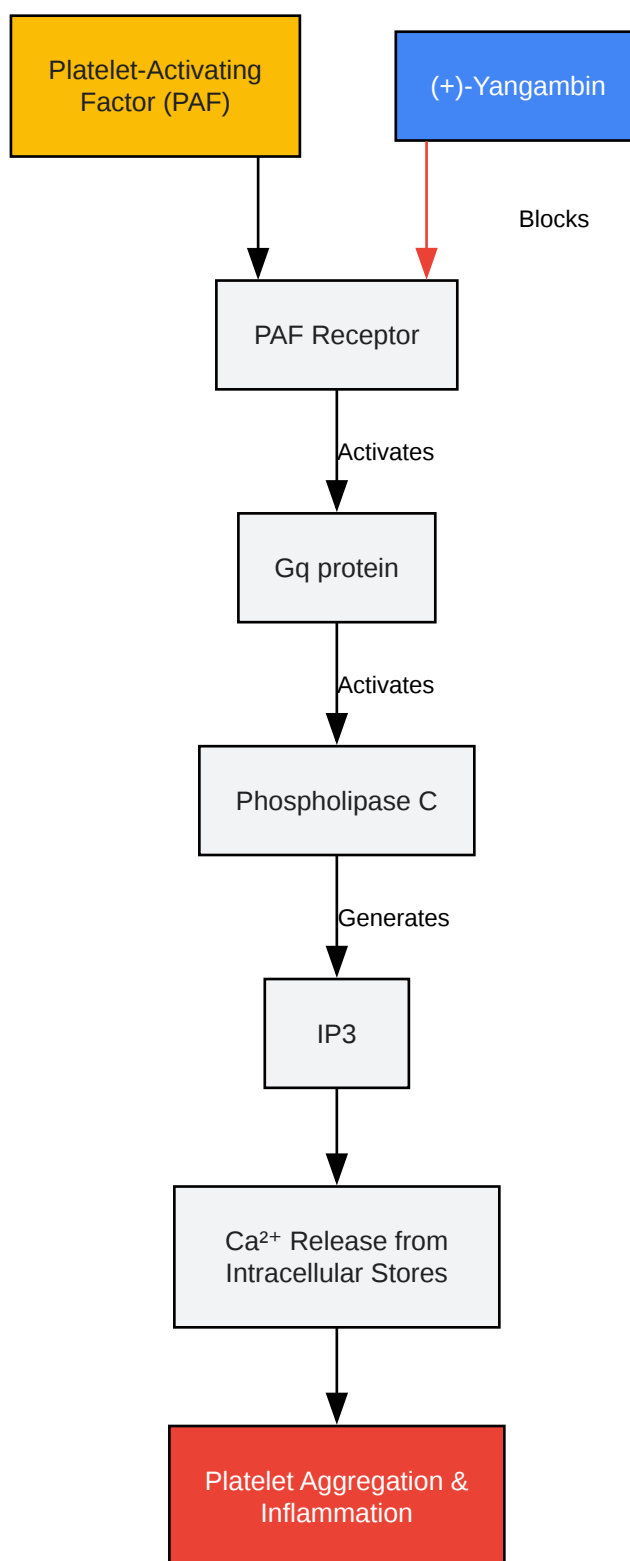 Platelet-Activating
Factor (PAF)
(+)-Yangambin
Blocks
PAF Receptor
Activates
Gq protein
Activates
Phospholipase C
Generates
IP3
Ca²⁺ Release from
Intracellular Stores
Platelet Aggregation &
Inflammation